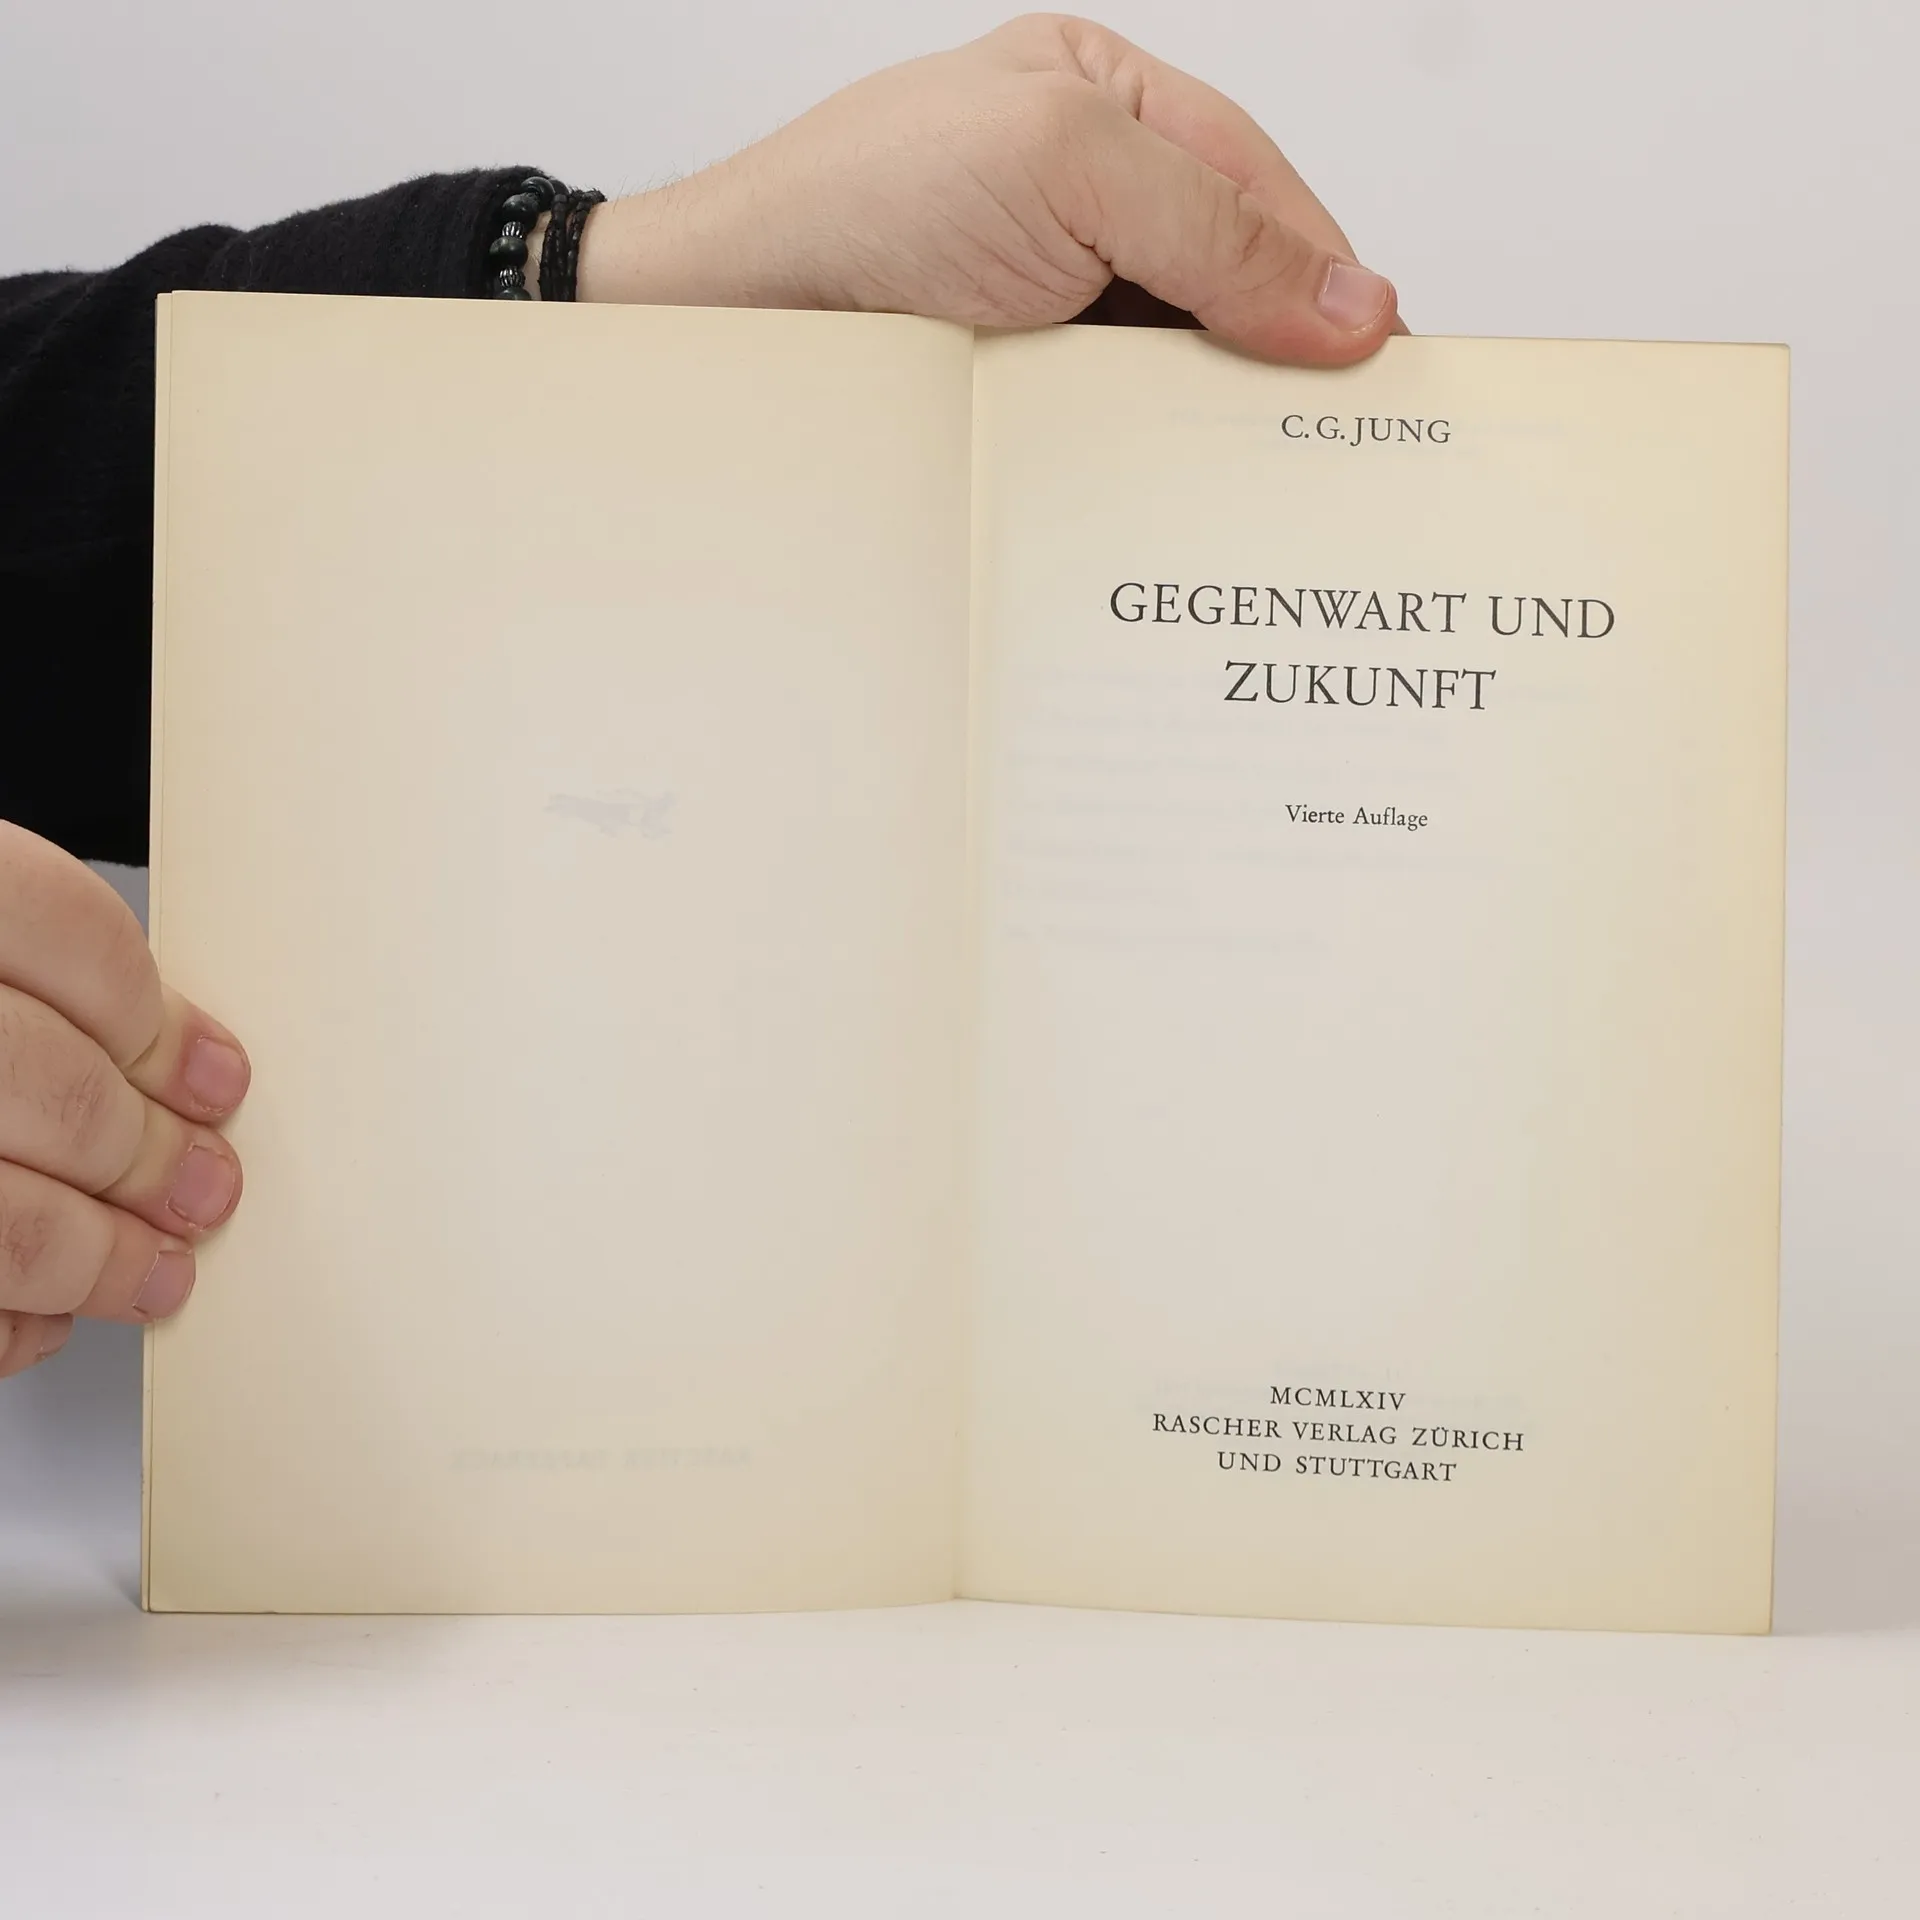 C. G. JUNG
GEGENWART UND
ZUKUNFT
Vierte Auflage
MCMLXIV
RASCHER VERLAG ZÜRICH
UND STUTTGART